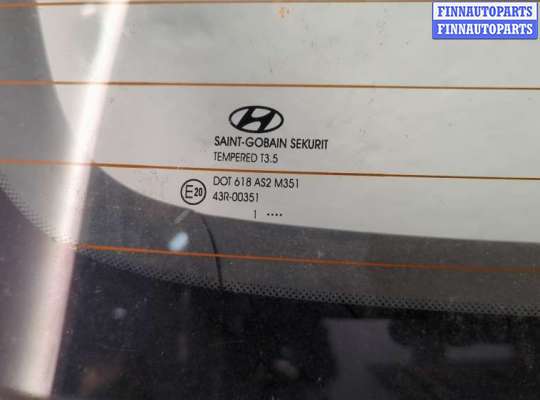 FINNAUTOPARTS
FINNAUTOPARTS
SAINT-GOBAIN SEKURIT
TEMPERED T3.5
E20
DOT 618 AS2 M351
43R-00351
1 ....